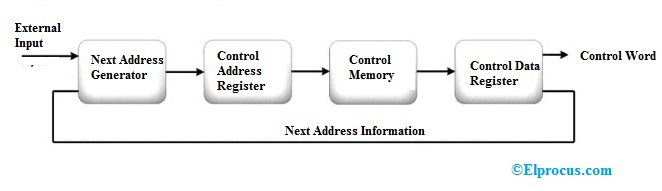 External
Input
Next Address
Generator
Control
Address
Register
Control
Memory
Control Data
Register
Control Word
Next Address Information
©Elprocus.com